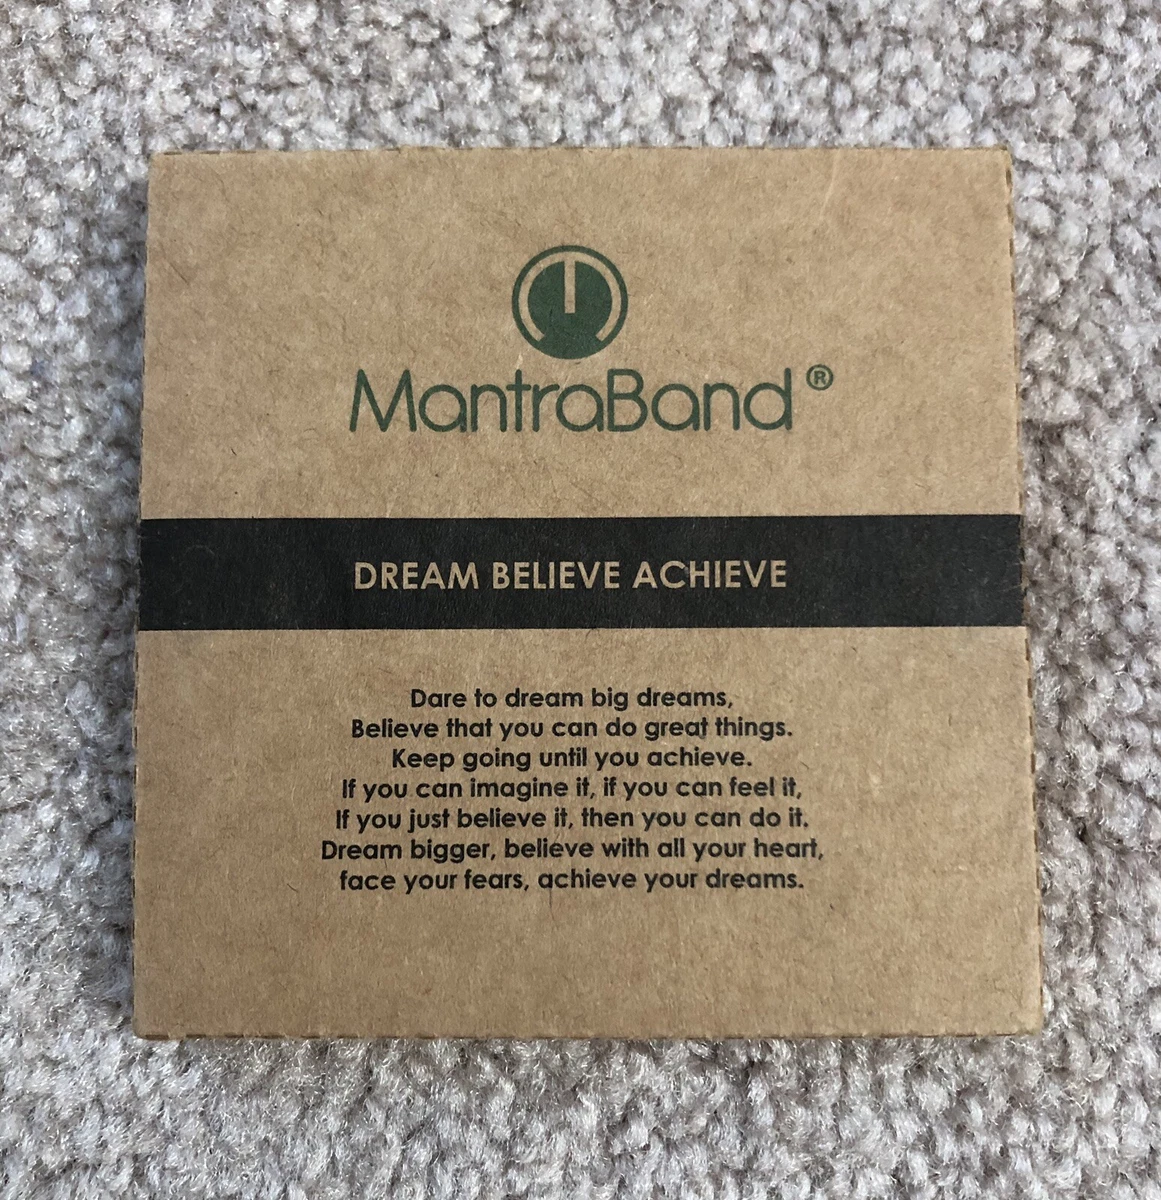 MantraBand®
DREAM BELIEVE ACHIEVE
Dare to dream big dreams,
Believe that you can do great things.
Keep going until you achieve.
If you can imagine it, if you can feel it,
If you just believe it, then you can do it.
Dream bigger, believe with all your heart,
face your fears, achieve your dreams.